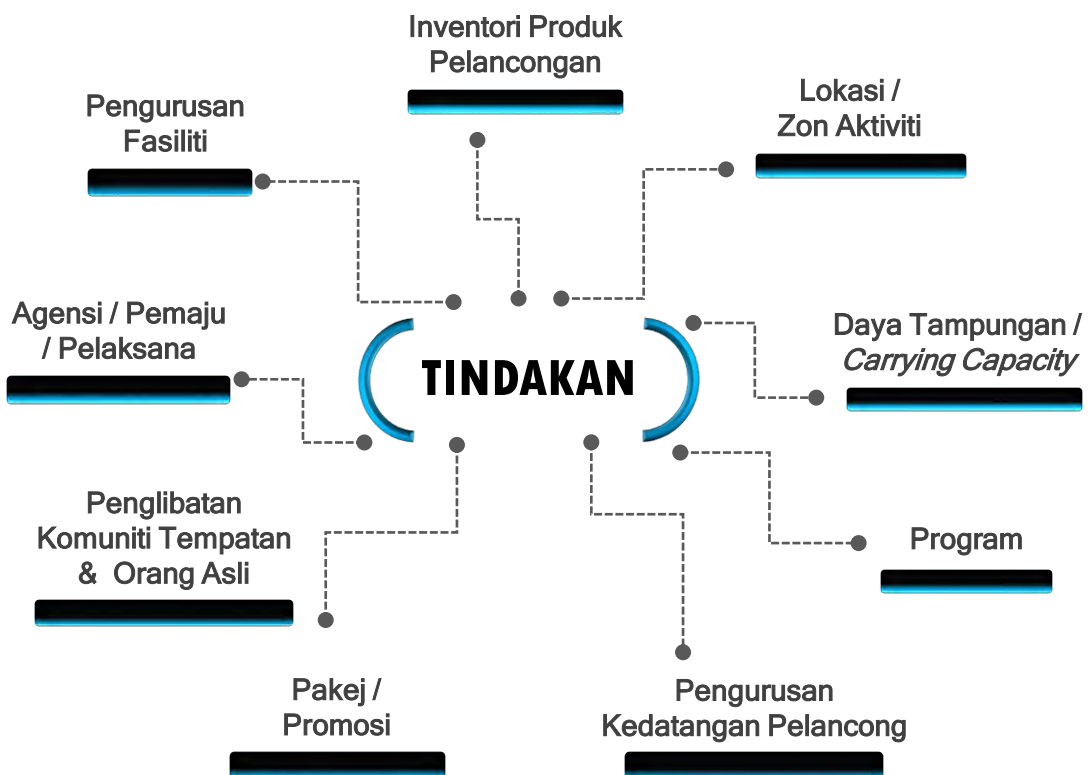 Inventori Produk
Pelancongan
Lokasi /
Zon Aktiviti
Pengurusan
Fasiliti
Agensi / Pemaju
/ Pelaksana
TINDAKAN
Daya Tampungan /
Carrying Capacity
Penglibatan
Komuniti Tempatan
& Orang Asli
Program
Pakej /
Promosi
Pengurusan
Kedatangan Pelancong